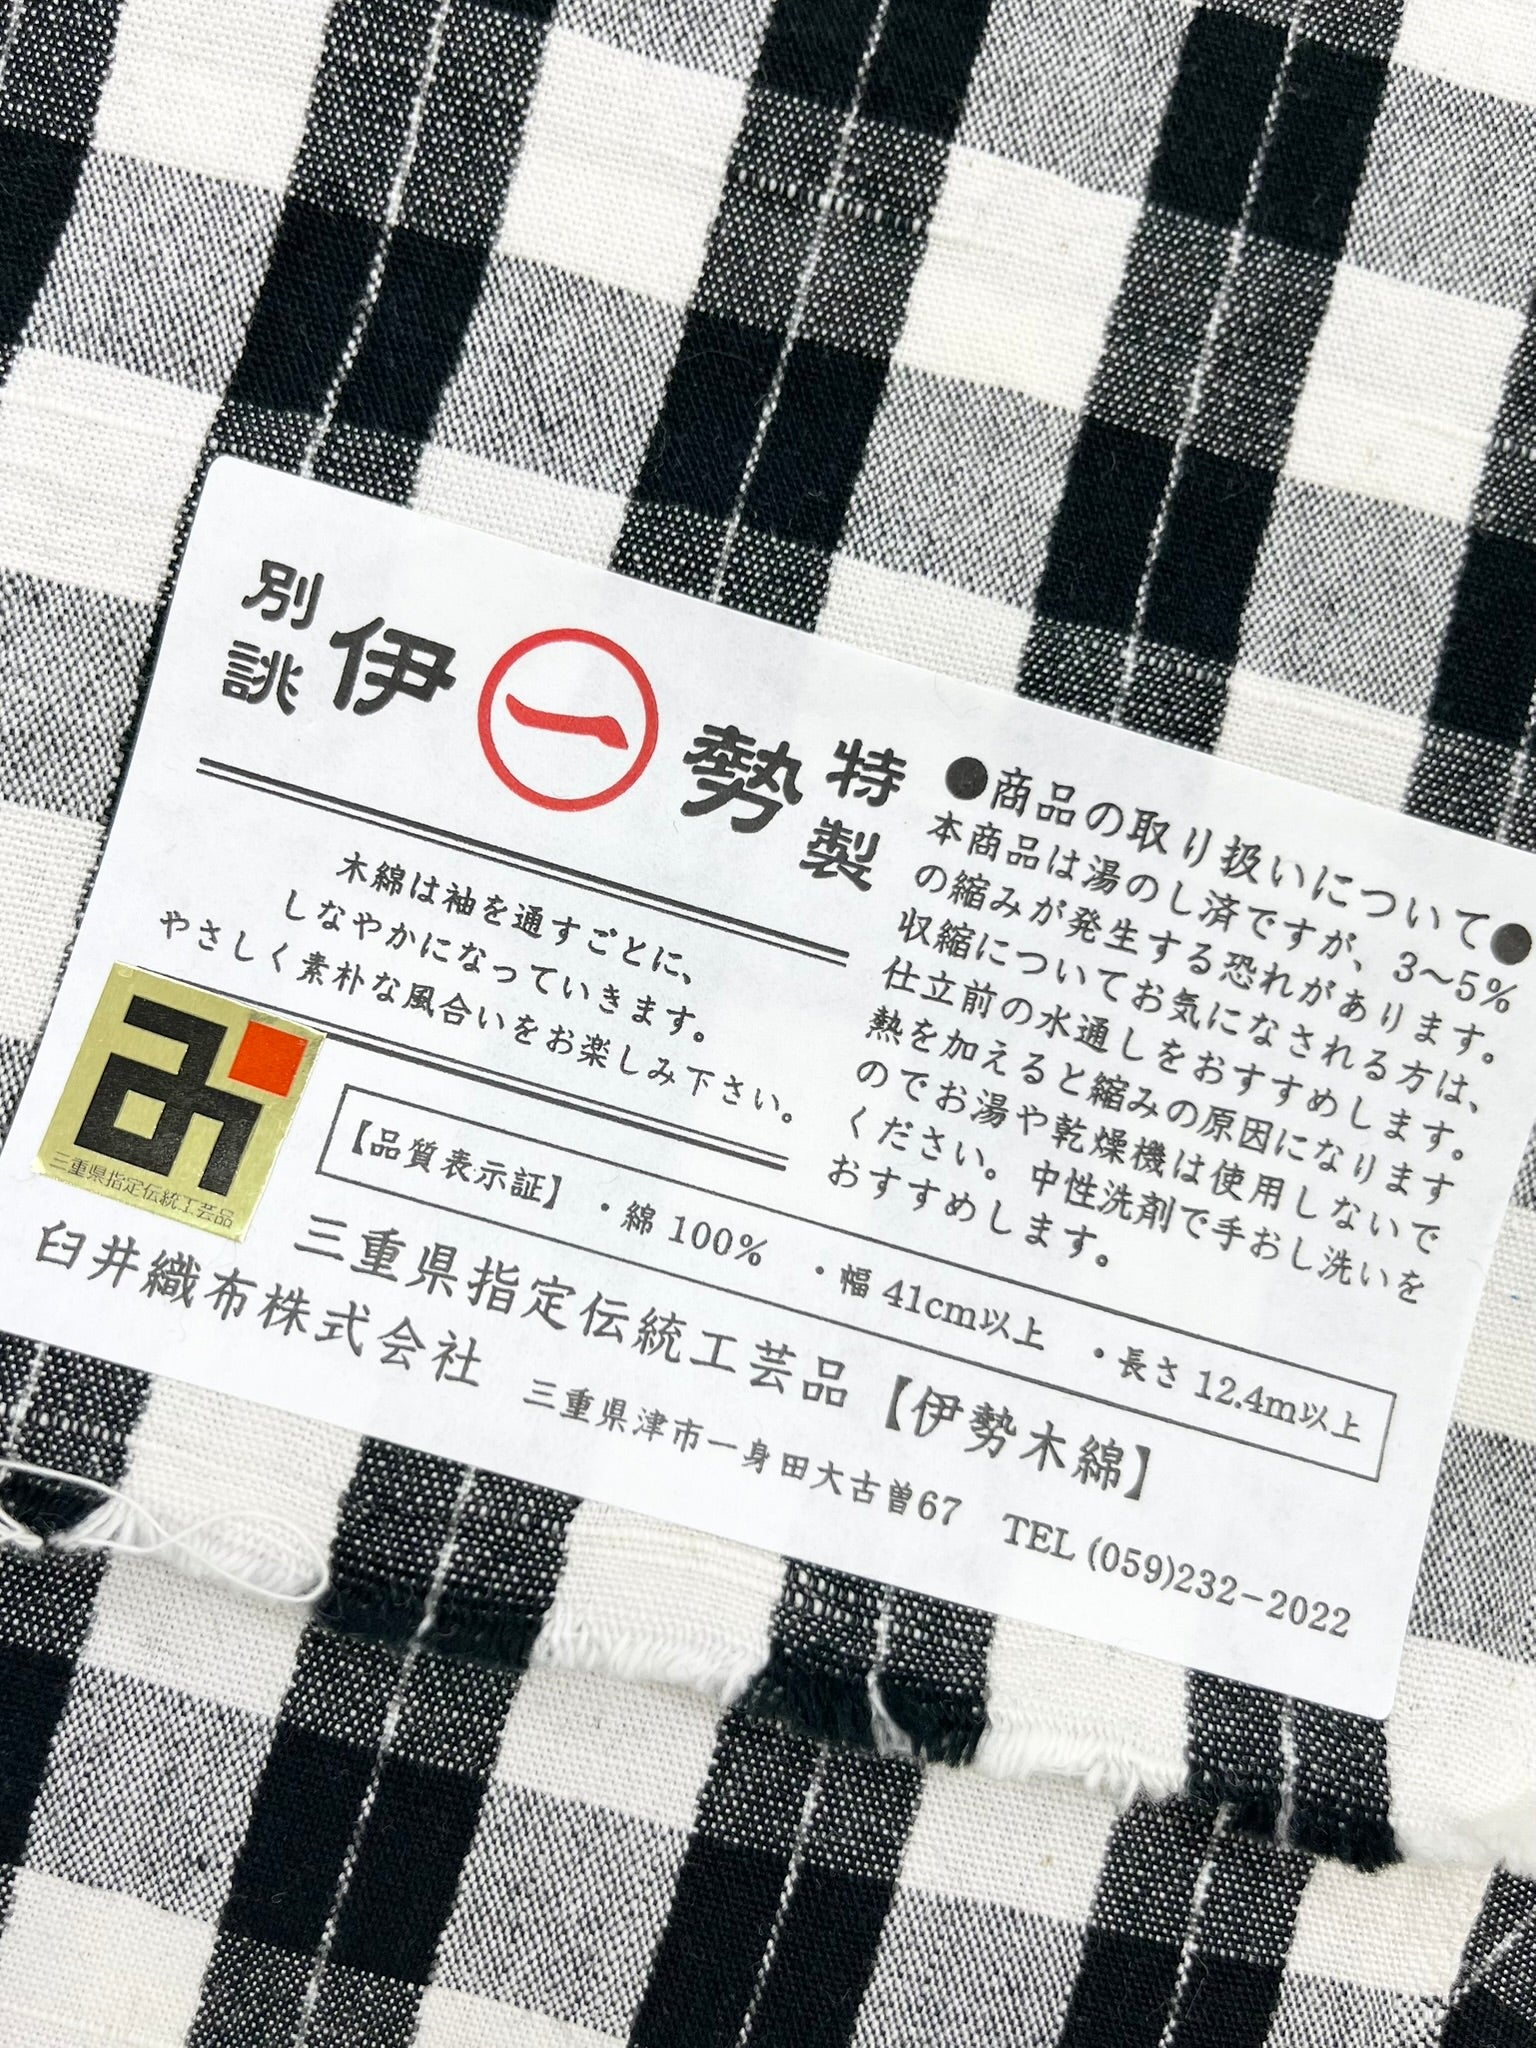 別誂 伊 一 勢 特製
木綿は袖を通すごとに、
しなやかになっていきます。
やさしく素朴な風合いをお楽しみ下さい。
●商品の取り扱いについて●
本商品は湯のし済ですが、3～5%
の縮みが発生する恐れがあります。
収縮についてお気になされる方は、
仕立前の水通しをおすすめします。
熱を加えると縮みの原因になります
のでお湯や乾燥機は使用しないで
ください。中性洗剤で手おし洗いを
おすすめします。
三重県指定伝統工芸品
【品質表示証】 ・綿 100% ・幅 41cm以上 ・長さ 12.4m以上
三重県指定伝統工芸品【伊勢木綿】
臼井織布株式会社 三重県津市一身田大古曽67 TEL (059)232-2022